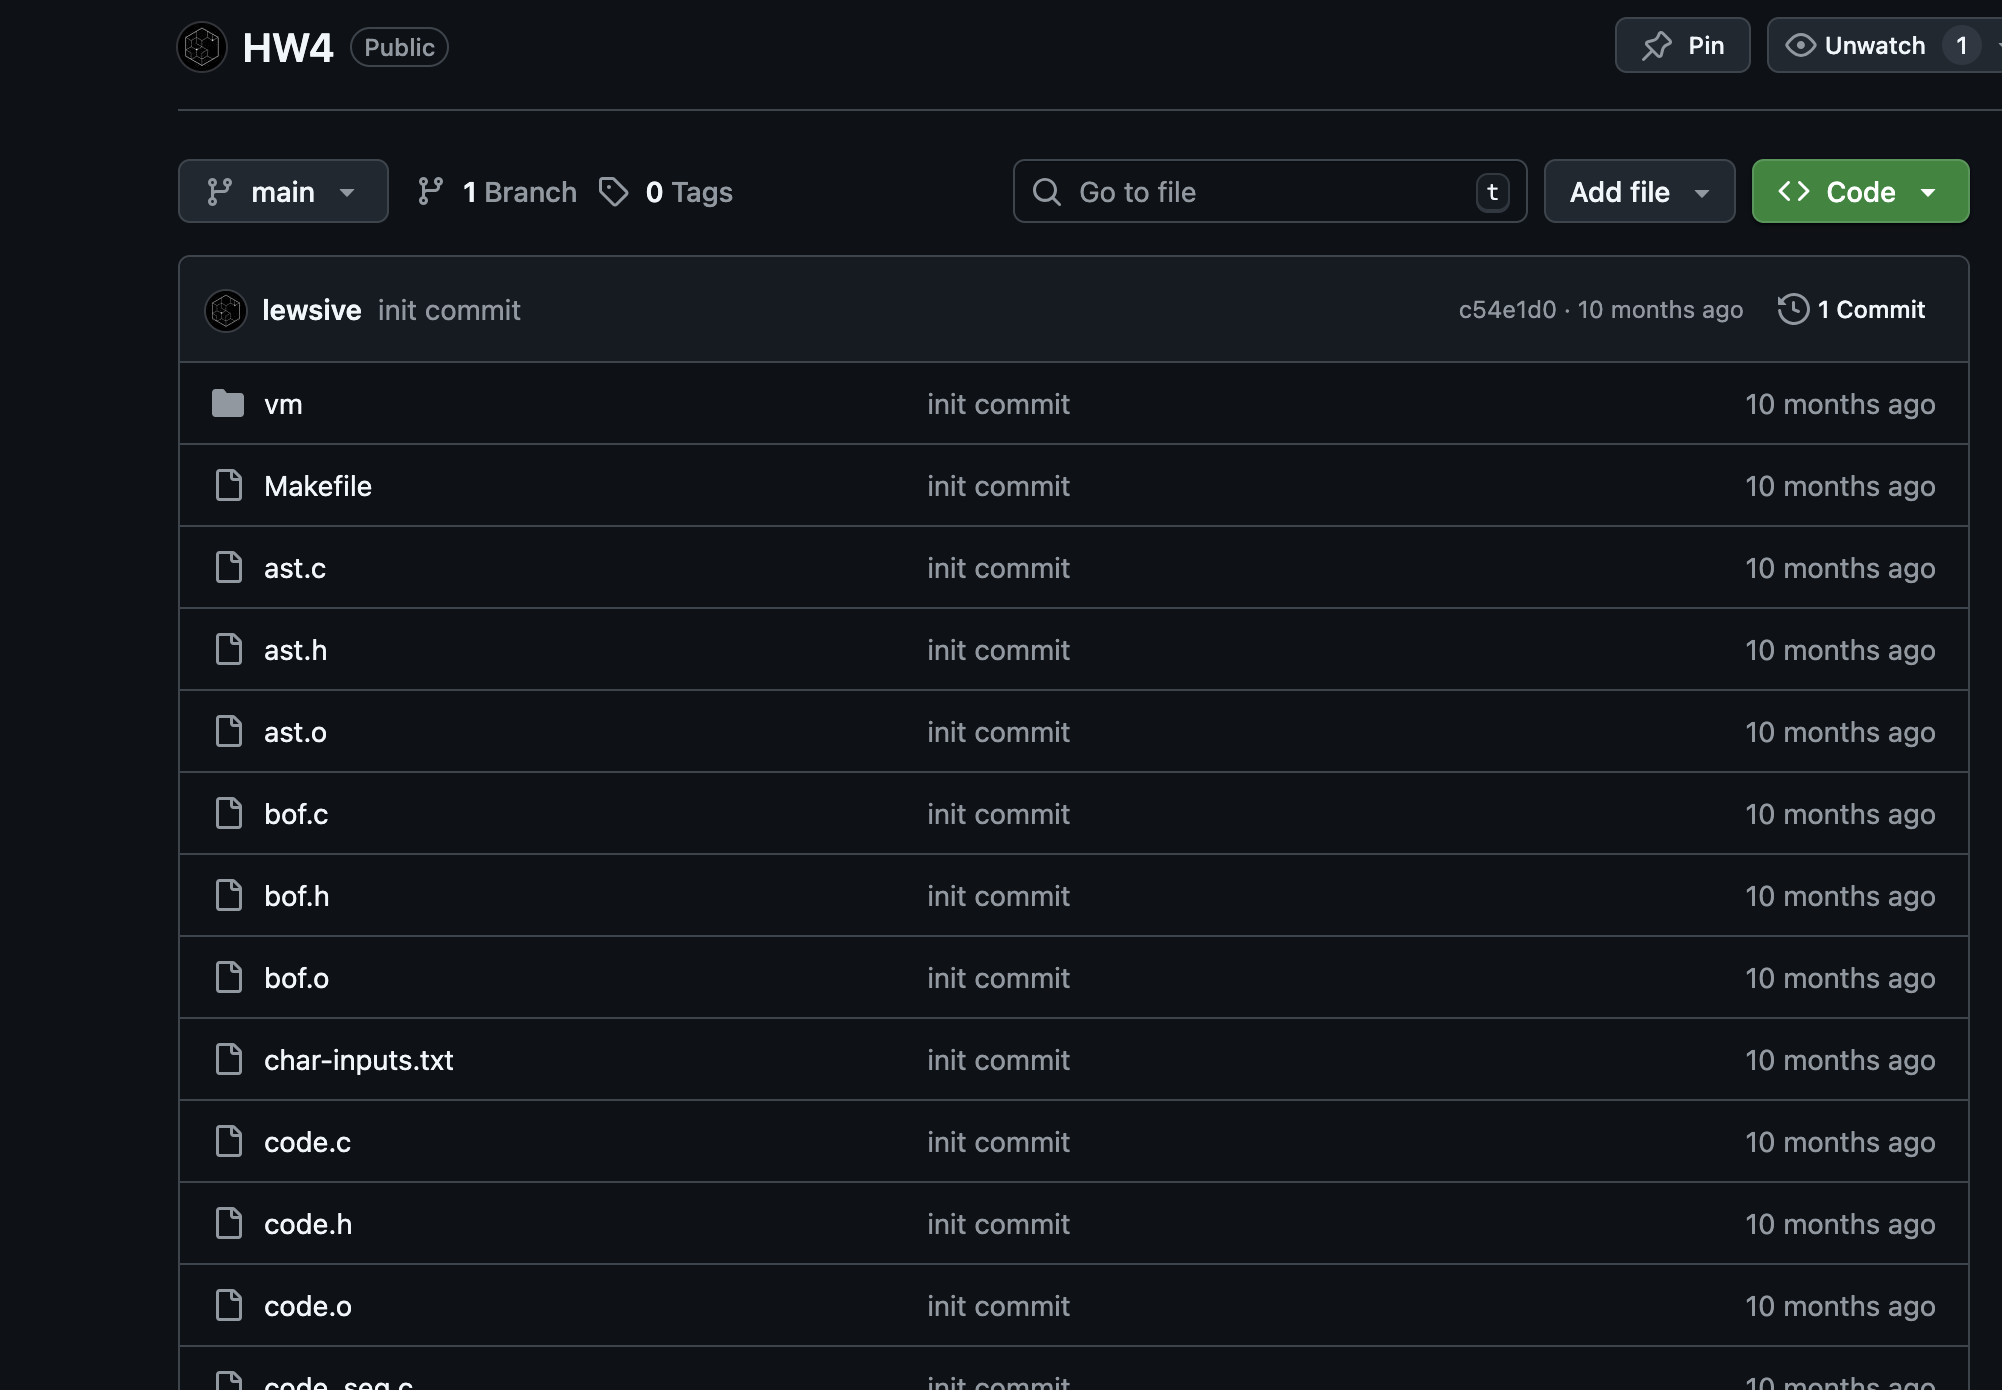 HW4 Public Pin Unwatch 1
main 1 Branch 0 Tags Go to file t Add file Code
lewsive init commit c54e1d0 · 10 months ago 1 Commit
vm init commit 10 months ago
Makefile init commit 10 months ago
ast.c init commit 10 months ago
ast.h init commit 10 months ago
ast.o init commit 10 months ago
bof.c init commit 10 months ago
bof.h init commit 10 months ago
bof.o init commit 10 months ago
char-inputs.txt init commit 10 months ago
code.c init commit 10 months ago
code.h init commit 10 months ago
code.o init commit 10 months ago
code_seq.c init commit 10 months ago